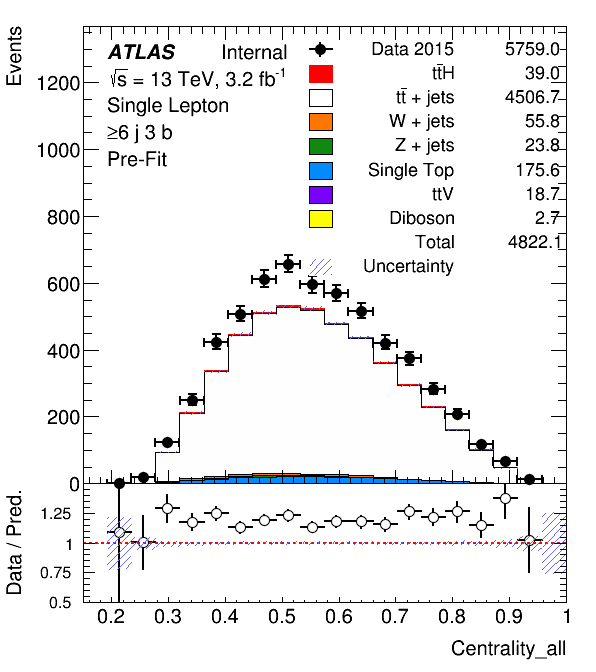 Events
ATLAS Internal
√s = 13 TeV, 3.2 fb⁻¹
Single Lepton
≥6 j 3 b
Pre-Fit
Data 2015 5759.0
tt̄H 39.0
tt̄ + jets 4506.7
W + jets 55.8
Z + jets 23.8
Single Top 175.6
ttV 18.7
Diboson 2.7
Total 4822.1
Uncertainty
1200
1000
800
600
400
200
0
Data / Pred.
1.25
1
0.75
0.5
0.2 0.3 0.4 0.5 0.6 0.7 0.8 0.9 1
Centrality_all